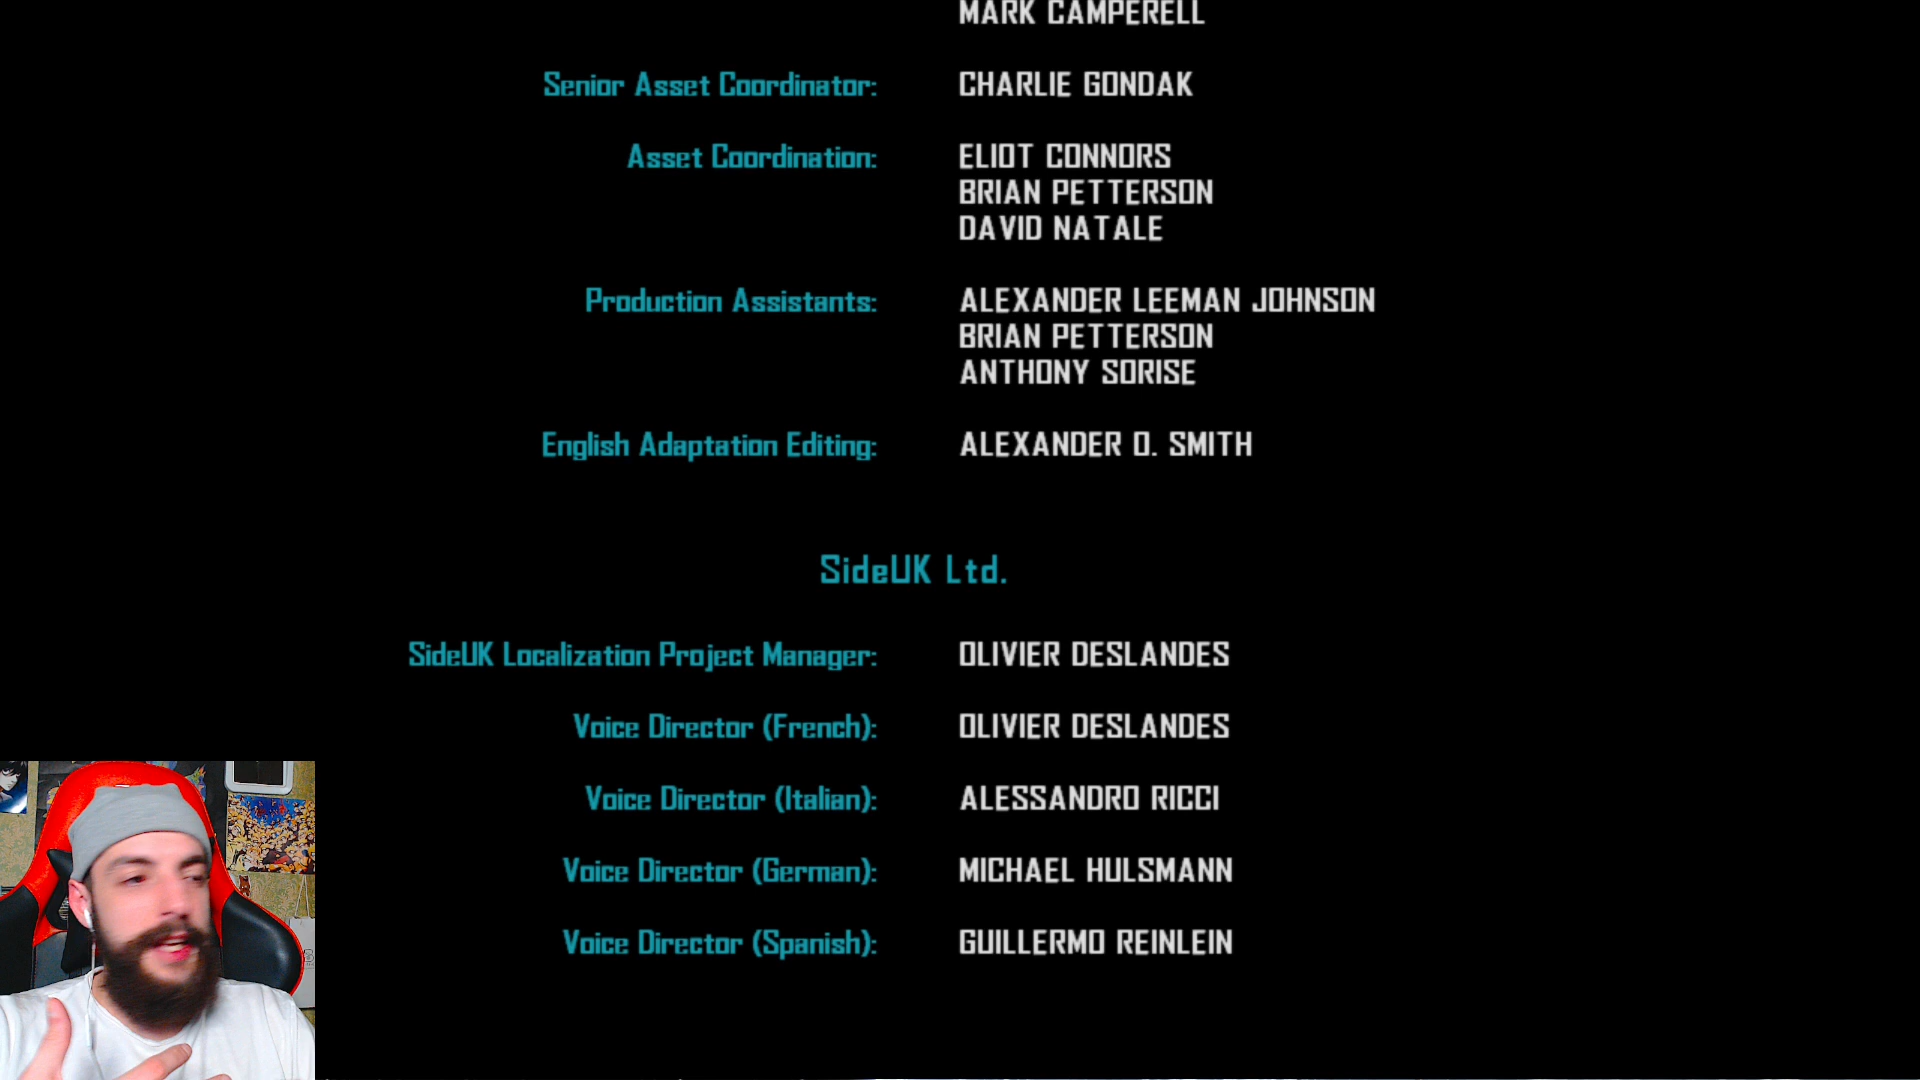 MARK CAMPERELL
Senior Asset Coordinator: CHARLIE GONDAK
Asset Coordination: ELIOT CONNORS
BRIAN PETTERSON
DAVID NATALE
Production Assistants: ALEXANDER LEEMAN JOHNSON
BRIAN PETTERSON
ANTHONY SORISE
English Adaptation Editing: ALEXANDER O. SMITH
SideUK Ltd.
SideUK Localization Project Manager: OLIVIER DESLANDES
Voice Director (French): OLIVIER DESLANDES
Voice Director (Italian): ALESSANDRO RICCI
Voice Director (German): MICHAEL HULSMANN
Voice Director (Spanish): GUILLERMO REINLEIN